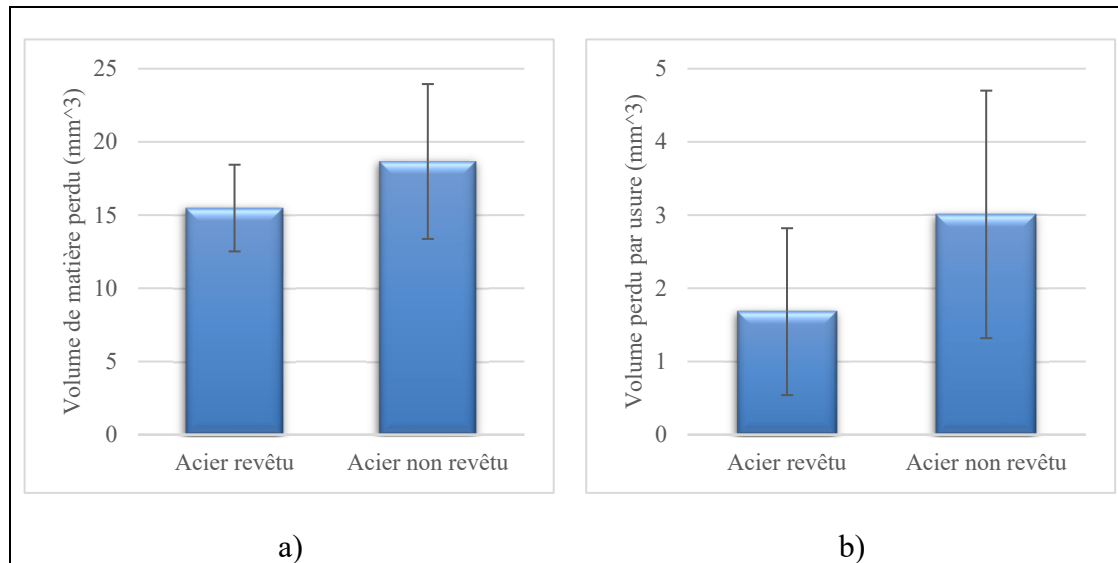 Volume de matière perdu (mm^3)
25
20
15
10
5
0
Acier revêtu Acier non revêtu
a)
Volume perdu par usure (mm^3)
5
4
3
2
1
0
Acier revêtu Acier non revêtu
b)